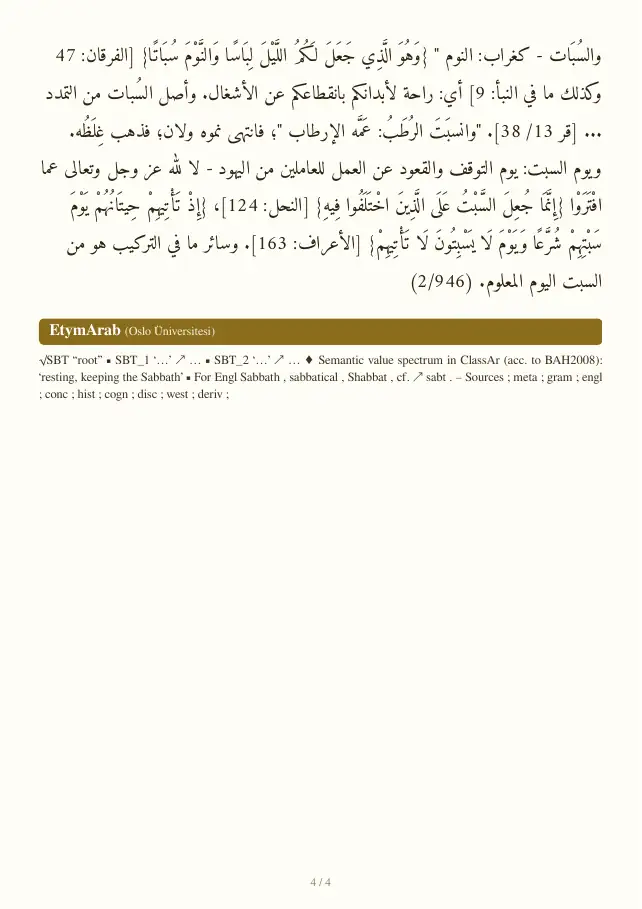 والسُبَات - كغراب: النوم " {وَهُوَ الَّذِي جَعَلَ لَكُمُ اللَّيْلَ لِبَاسًا وَالنَّوْمَ سُبَاتًا} [الفرقان: 47
وكذلك ما في النبأ: 9] أي: راحة لأبدانكم بانقطاعكم عن الأشغال. وأصل السُبات من التمدد
... [قر 13/ 38]. "وانسبَتَ الرُطَبُ: عَمَّه الإرطاب "؛ فانتهى نموه ولان؛ فذهب غِلَظُه.
ويوم السبت: يوم التوقف والقعود عن العمل للعاملين من اليهود - لا لله عز وجل وتعالى عما
افْتَرَوْا {إِنَّمَا جُعِلَ السَّبْتُ عَلَى الَّذِينَ اخْتَلَفُوا فِيهِ} [النحل: 124]، {إِذْ تَأْتِيهِمْ حِيتَانُهُمْ يَوْمَ
سَبْتِهِمْ شُرَّعًا وَيَوْمَ لَا يَسْبِتُونَ لَا تَأْتِيهِمْ} [الأعراف: 163]. وسائر ما في التركيب هو من
السبت اليوم المعلوم. (2/946)
EtymArab (Oslo Üniversitesi)
√SBT “root” ▪ SBT_1 ‘…’ ↗ … ▪ SBT_2 ‘…’ ↗ … ♦ Semantic value spectrum in ClassAr (acc. to BAH2008):
‘resting, keeping the Sabbath’ ▪ For Engl Sabbath , sabbatical , Shabbat , cf. ↗ sabt . – Sources ; meta ; gram ; engl
; conc ; hist ; cogn ; disc ; west ; deriv ;
4 / 4